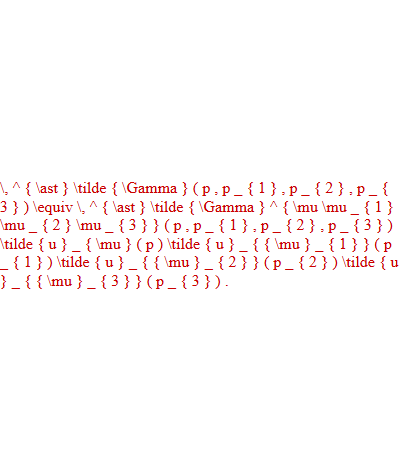 \, ^ { \ast } \tilde { \Gamma } ( p , p _ { 1 } , p _ { 2 } , p _ {
3 } ) \equiv \, ^ { \ast } \tilde { \Gamma } ^ { \mu \mu _ { 1 }
\mu _ { 2 } \mu _ { 3 } } ( p , p _ { 1 } , p _ { 2 } , p _ { 3 } )
\tilde { u } _ { \mu } ( p ) \tilde { u } _ { { \mu } _ { 1 } } ( p
_ { 1 } ) \tilde { u } _ { { \mu } _ { 2 } } ( p _ { 2 } ) \tilde { u
} _ { { \mu } _ { 3 } } ( p _ { 3 } ) .